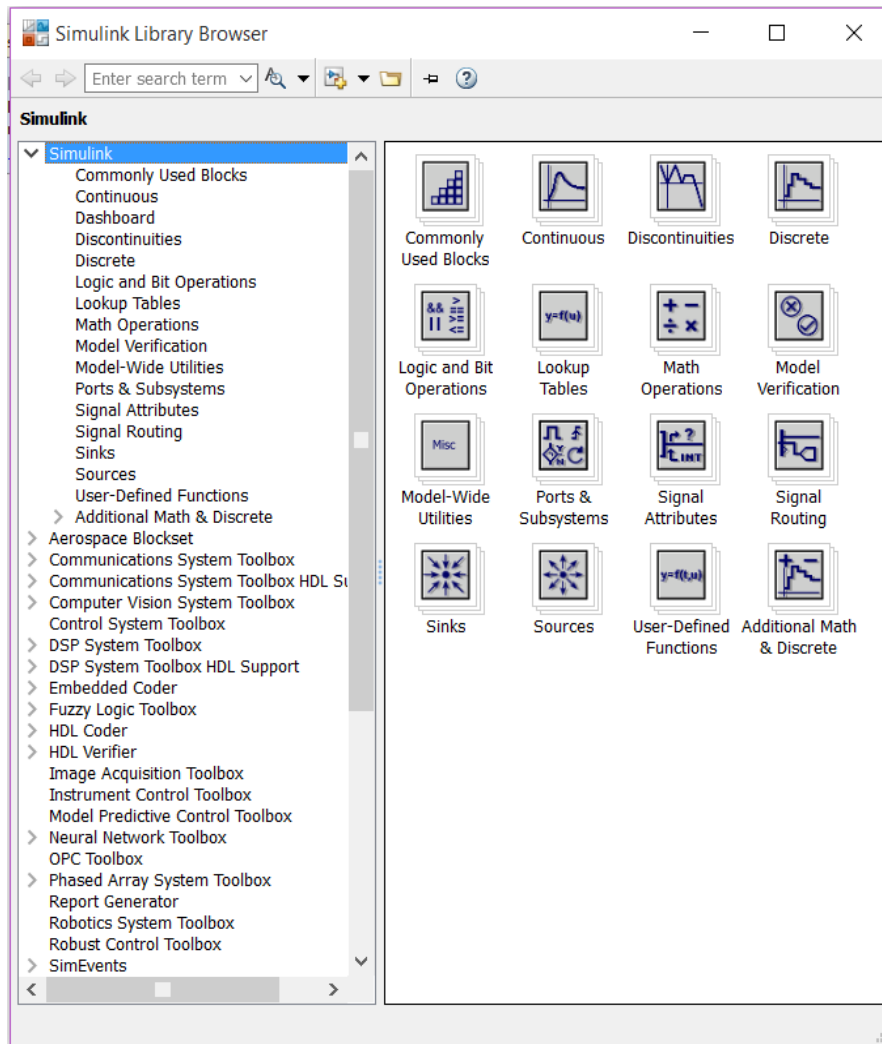 Simulink Library Browser
Enter search term
Simulink
Simulink
Commonly Used Blocks
Continuous
Dashboard
Discontinuities
Discrete
Logic and Bit Operations
Lookup Tables
Math Operations
Model Verification
Model-Wide Utilities
Ports & Subsystems
Signal Attributes
Signal Routing
Sinks
Sources
User-Defined Functions
Additional Math & Discrete
Aerospace Blockset
Communications System Toolbox
Communications System Toolbox HDL Su
Computer Vision System Toolbox
Control System Toolbox
DSP System Toolbox
DSP System Toolbox HDL Support
Embedded Coder
Fuzzy Logic Toolbox
HDL Coder
HDL Verifier
Image Acquisition Toolbox
Instrument Control Toolbox
Model Predictive Control Toolbox
Neural Network Toolbox
OPC Toolbox
Phased Array System Toolbox
Report Generator
Robotics System Toolbox
Robust Control Toolbox
SimEvents
Commonly
Used Blocks
Continuous
Discontinuities
Discrete
&& >
==
|| >=
<=
Logic and Bit
Operations
y=f(u)
Lookup
Tables
+ −
÷ ×
Math
Operations
Model
Verification
Misc
Model-Wide
Utilities
Y
N
Ports &
Subsystems
?
INT
Signal
Attributes
Signal
Routing
Sinks
Sources
y=f(t,u)
User-Defined
Functions
+
−
Additional Math
& Discrete